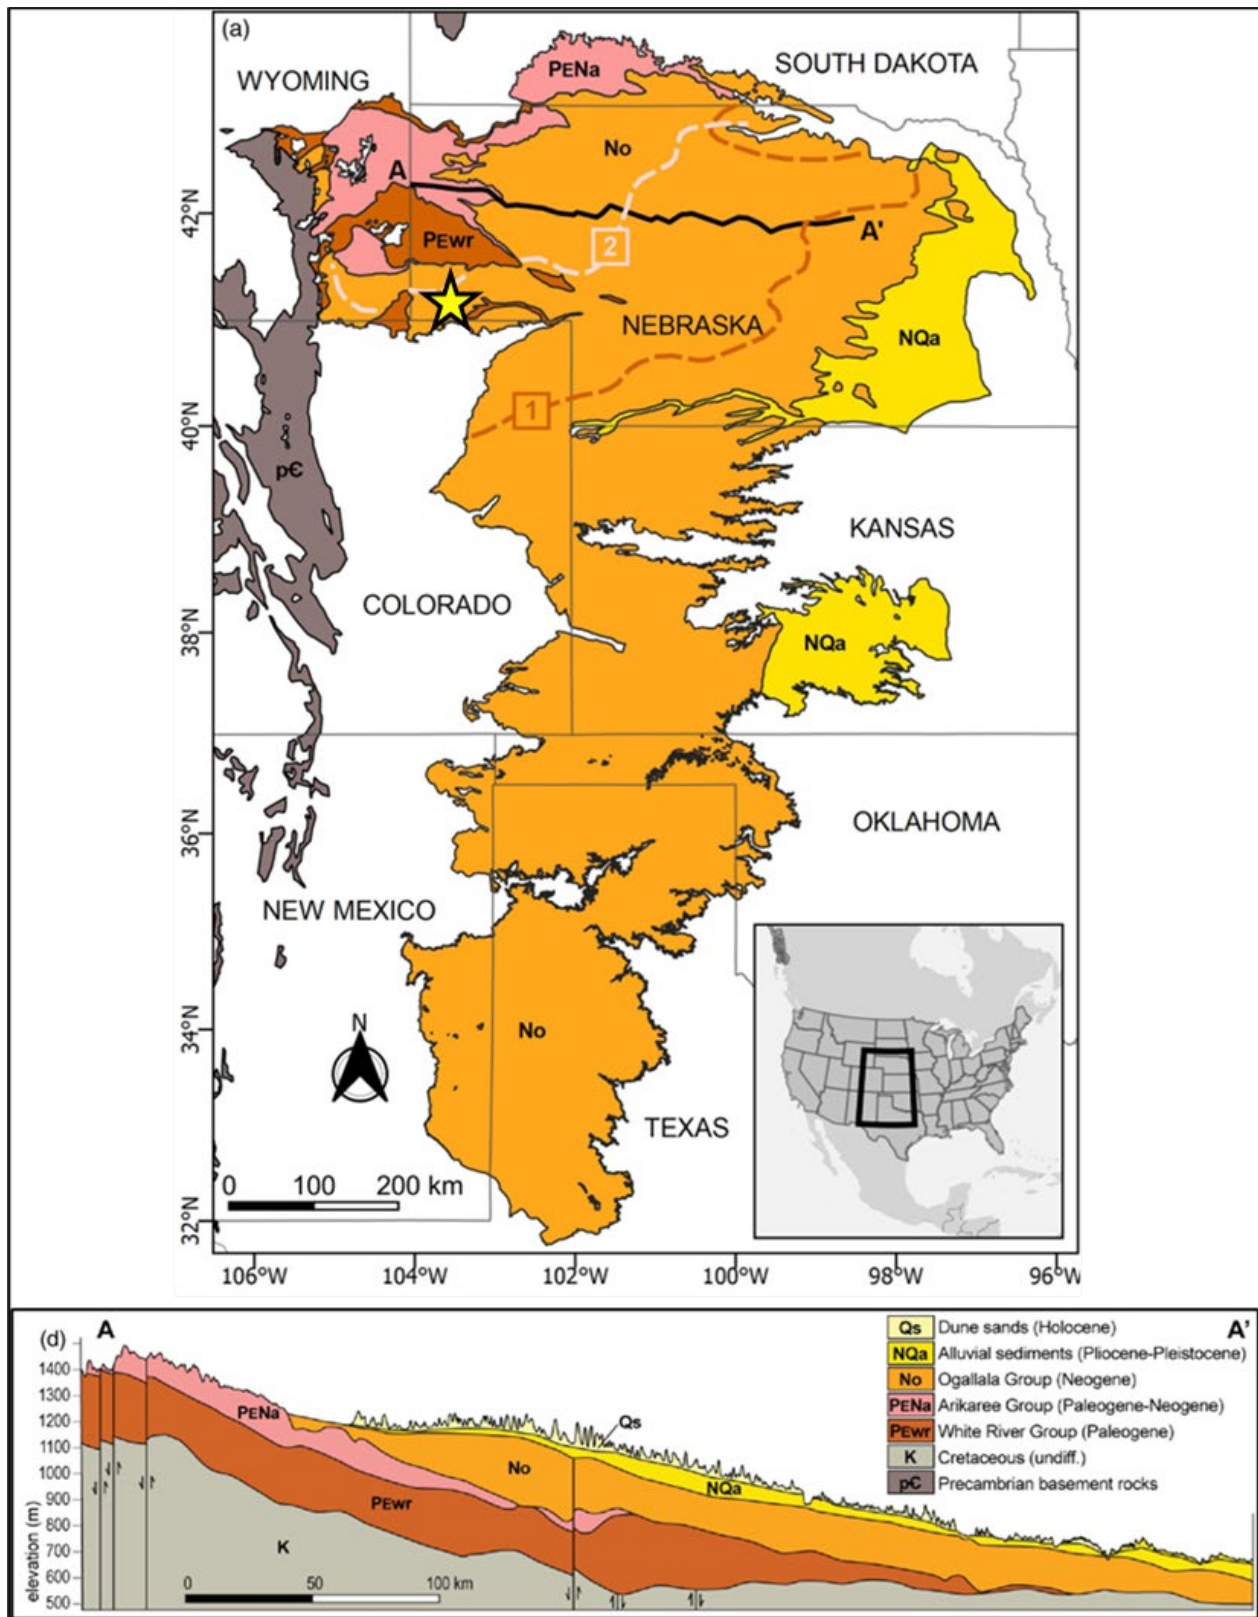 (a)
WYOMING
SOUTH DAKOTA
PENa
No
A
A'
42°N
PEwr
2
NEBRASKA
NQa
1
40°N
p€
KANSAS
COLORADO
38°N
NQa
36°N
OKLAHOMA
NEW MEXICO
34°N
N
No
TEXAS
0 100 200 km
32°N
106°W 104°W 102°W 100°W 98°W 96°W
(d) A A'
Qs Dune sands (Holocene)
NQa Alluvial sediments (Pliocene-Pleistocene)
No Ogallala Group (Neogene)
PENa Arikaree Group (Paleogene-Neogene)
PEwr White River Group (Paleogene)
K Cretaceous (undiff.)
p€ Precambrian basement rocks
elevation (m)
1400
1300
1200
1100
1000
900
800
700
600
500
PENa
Qs
No
NQa
PEwr
K
0 50 100 km